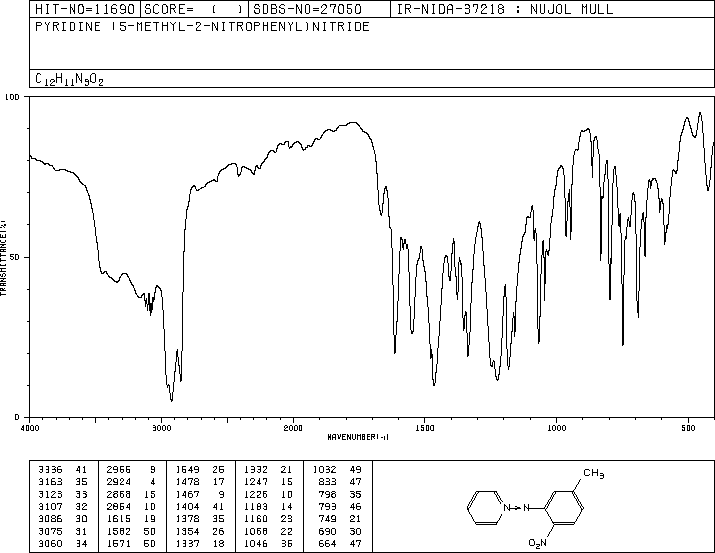 HIT-NO=11690 SCORE= ( ) SDBS-NO=27050 IR-NIDA-37218 : NUJOL MULL
PYRIDINE (5-METHYL-2-NITROPHENYL)NITRIDE
C12H11N3O2
100
50
0
TRANSMITTANCE(%)
4000 3000 2000 1500 1000 500
WAVENUMBER(-1)
3336 41 2956 9 1549 26 1332 21 1032 49
3163 35 2924 4 1478 17 1247 15 833 47
3123 33 2868 15 1467 9 1226 10 798 35
3107 32 2854 10 1404 41 1183 14 793 46
3086 30 1615 19 1378 35 1160 23 749 21
3075 31 1582 50 1354 26 1068 22 690 30
3060 34 1571 50 1337 18 1046 35 664 47
CH3
N N
O2N